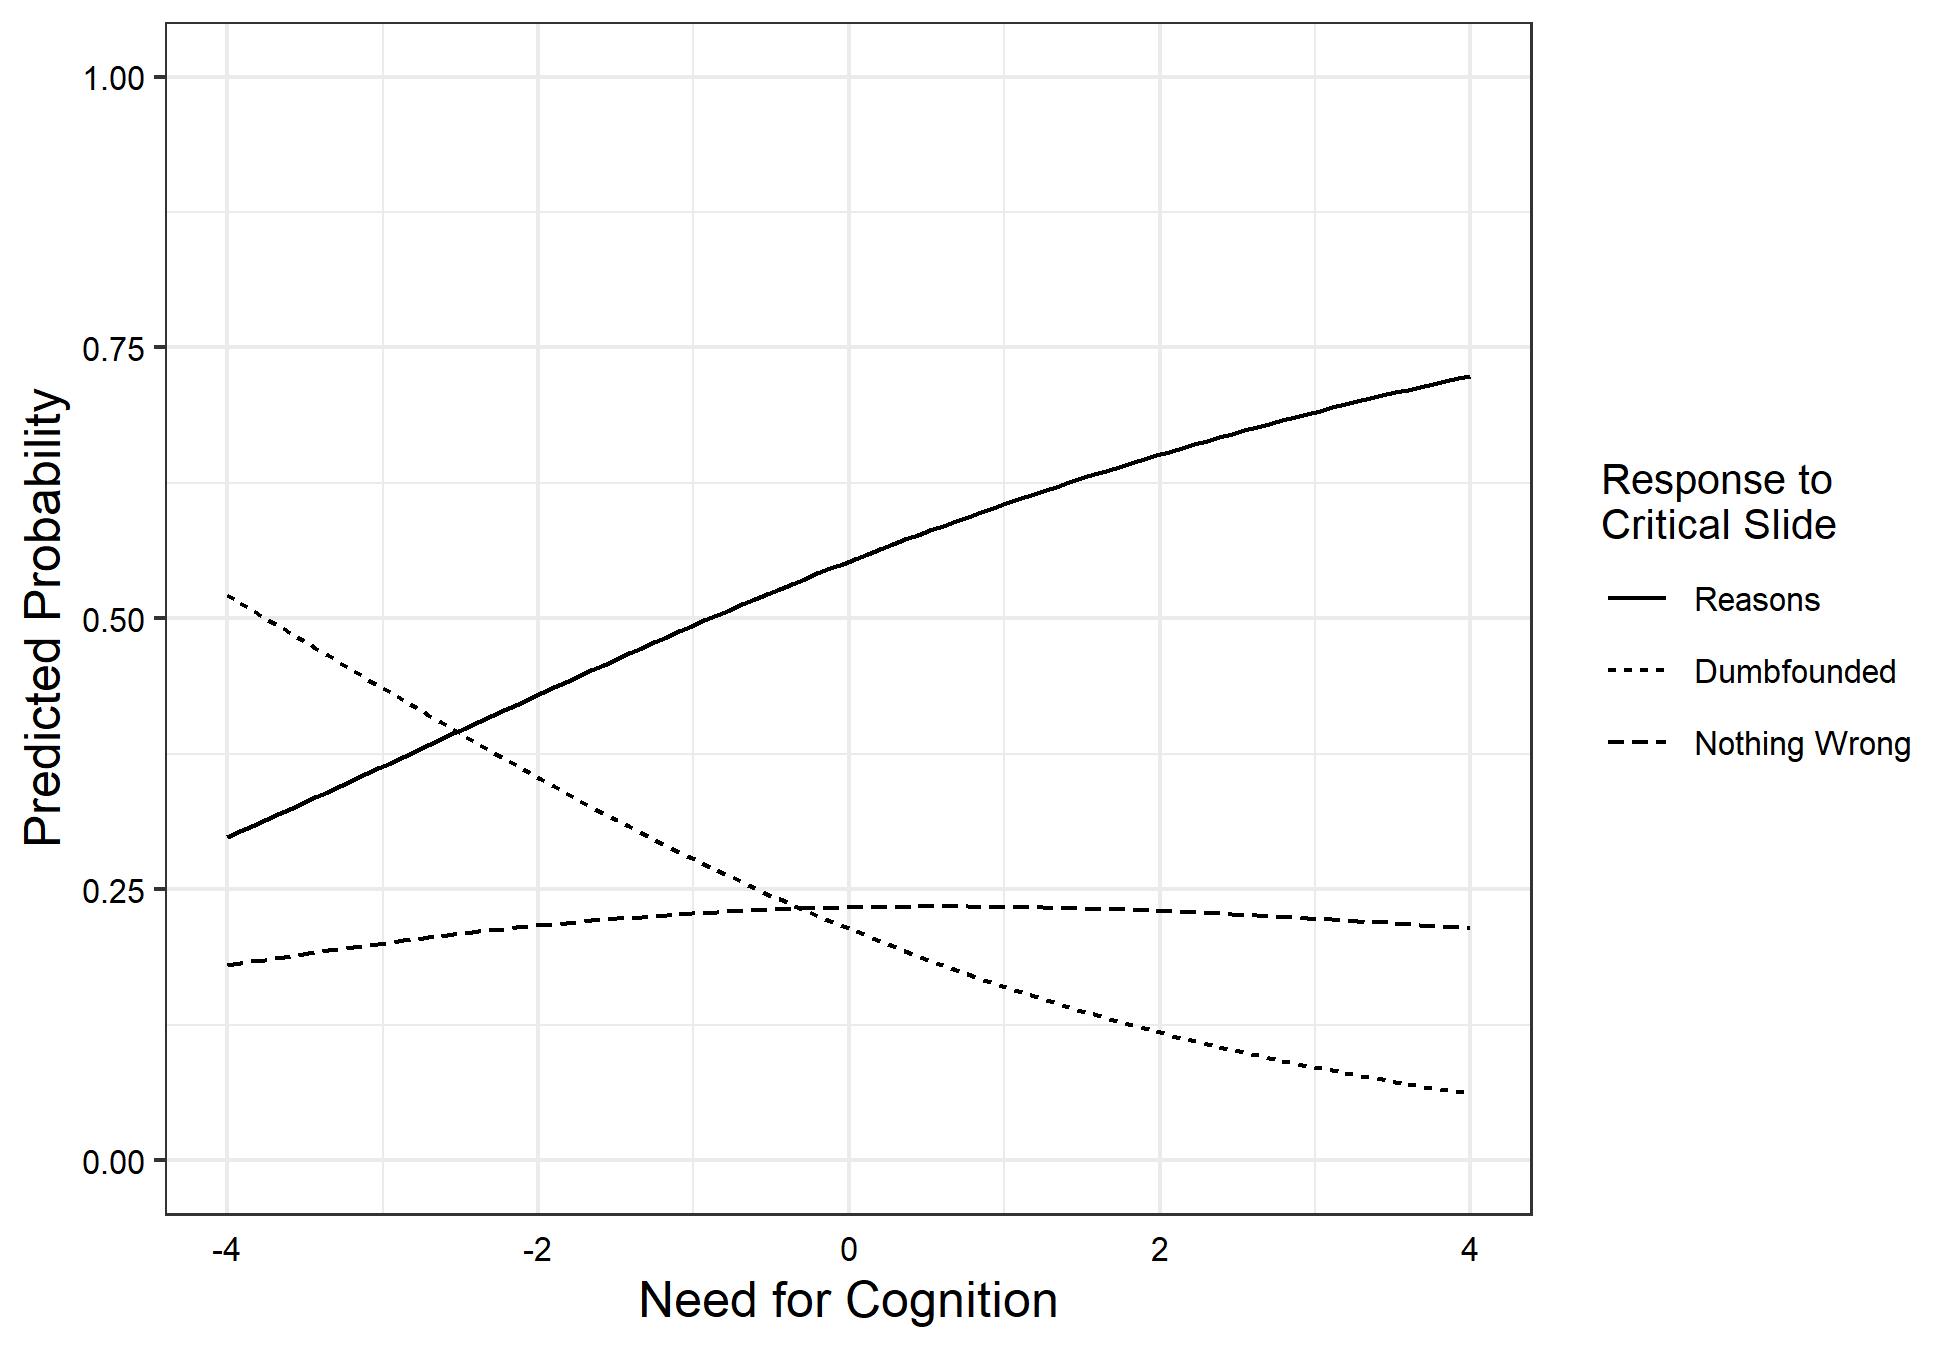 1.00
0.75
0.50
0.25
0.00
Predicted Probability
-4
-2
0
2
4
Need for Cognition
Response to
Critical Slide
Reasons
Dumbfounded
Nothing Wrong